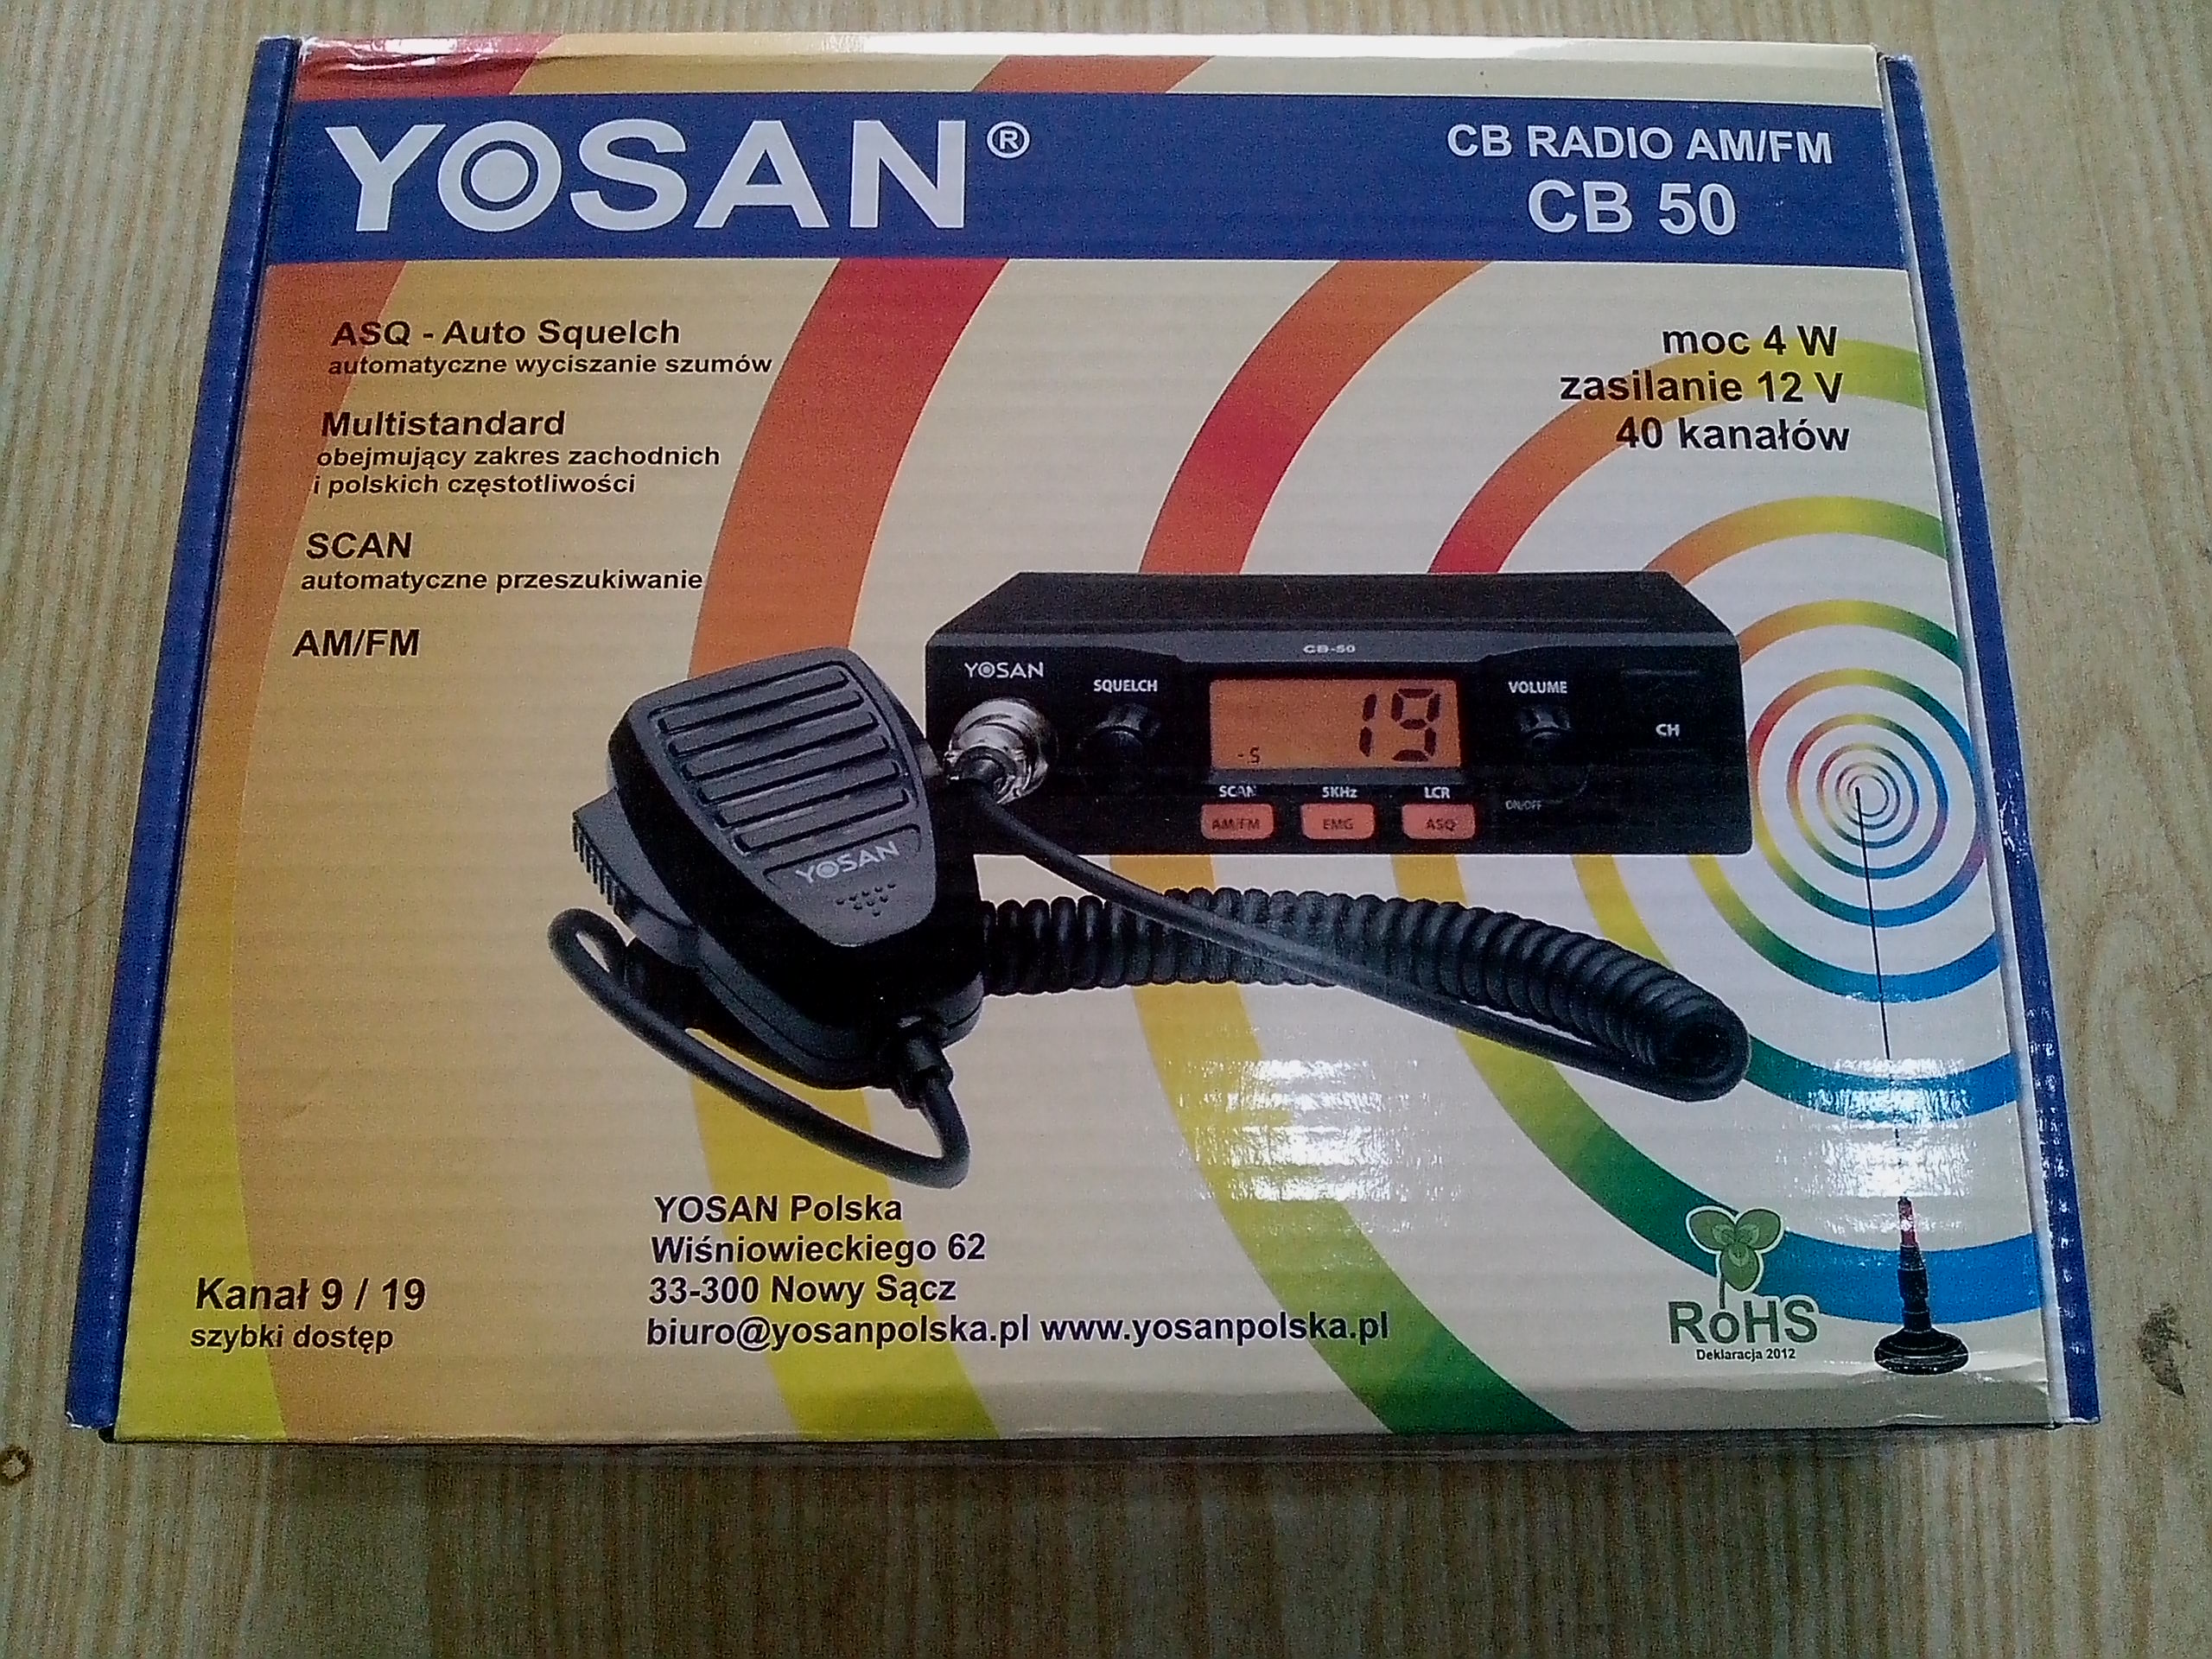 YOSAN®
CB RADIO AM/FM
CB 50
ASQ - Auto Squelch
automatyczne wyciszanie szumów
Multistandard
obejmujący zakres zachodnich
i polskich częstotliwości
SCAN
automatyczne przeszukiwanie
AM/FM
moc 4 W
zasilanie 12 V
40 kanałów
CB-50
YOSAN
SQUELCH
19
-.5
VOLUME
CH
SCAN
5KHz
LCR
ON/OFF
AM/FM
EMG
ASQ
YOSAN
Kanał 9 / 19
szybki dostęp
YOSAN Polska
Wiśniowieckiego 62
33-300 Nowy Sącz
biuro@yosanpolska.pl www.yosanpolska.pl
RoHS
Deklaracja 2012